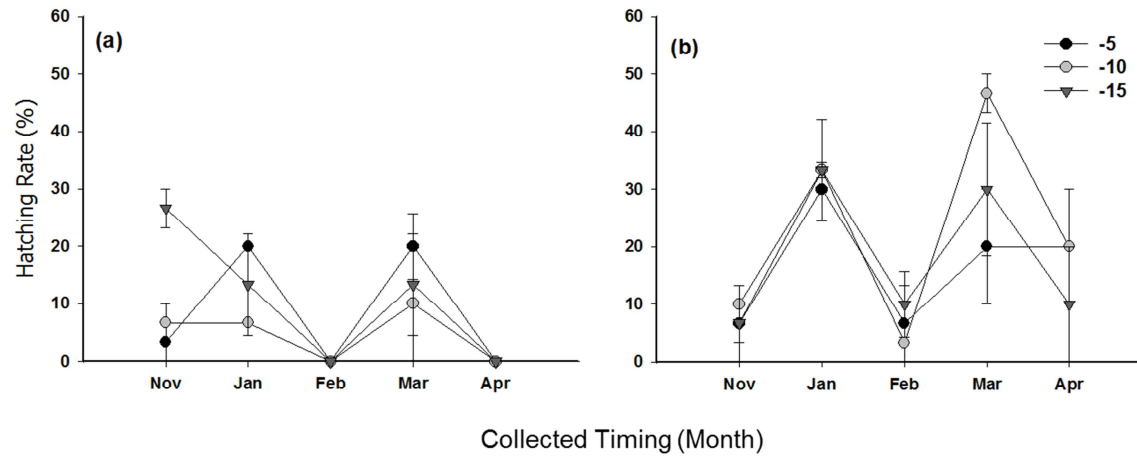 (a)
(b)
-5
-10
-15
60
50
40
30
20
10
0
60
50
40
30
20
10
0
Hatching Rate (%)
Nov Jan Feb Mar Apr
Nov Jan Feb Mar Apr
Collected Timing (Month)